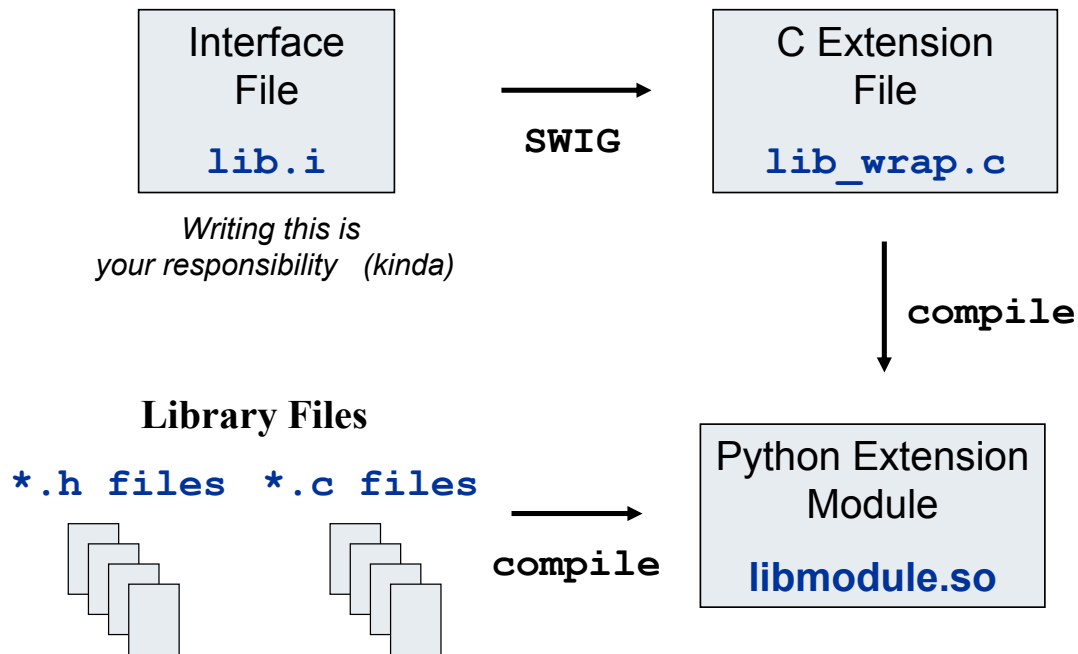 Interface
File
lib.i
SWIG
C Extension
File
lib_wrap.c
Writing this is
your responsibility (kinda)
compile
Library Files
*.h files *.c files
compile
Python Extension
Module
libmodule.so